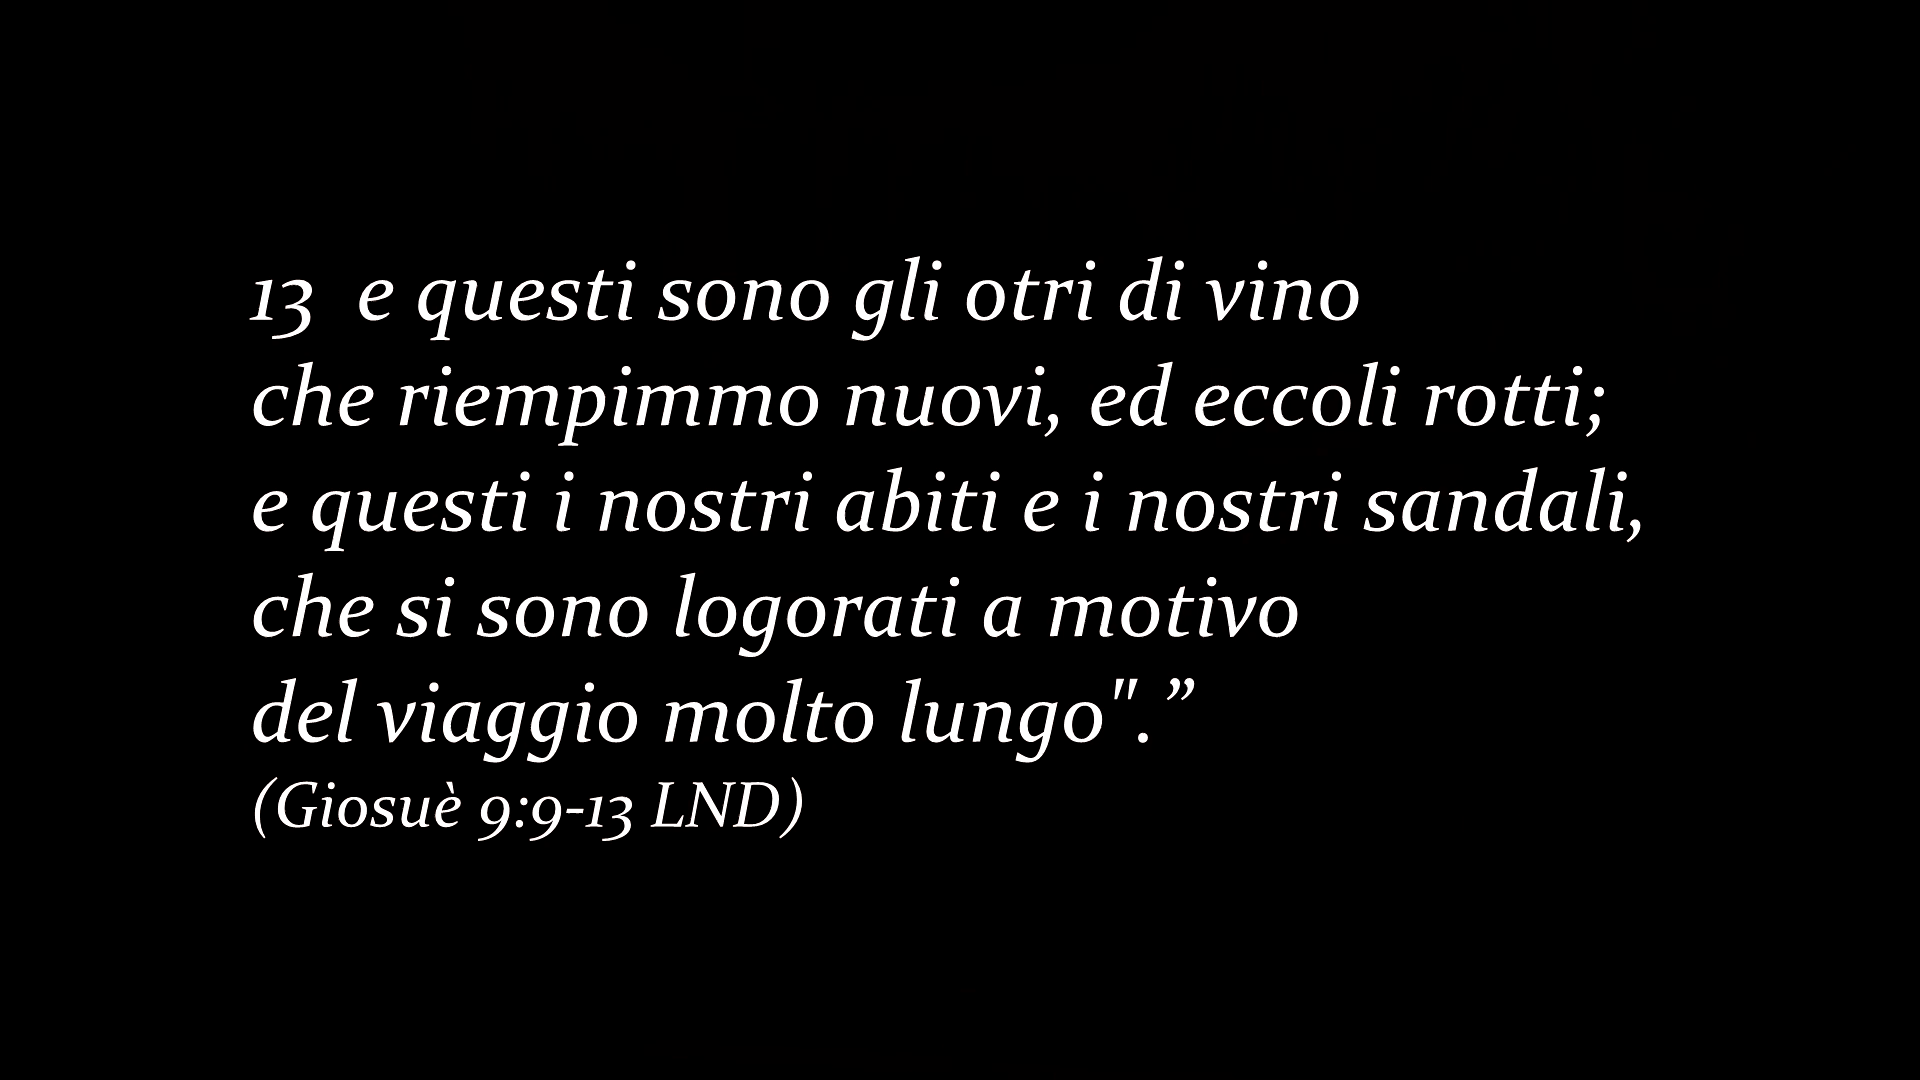 13  e questi sono gli otri di vino
che riempimmo nuovi, ed eccoli rotti;
e questi i nostri abiti e i nostri sandali,
che si sono logorati a motivo
del viaggio molto lungo".”
(Giosuè 9:9-13 LND)